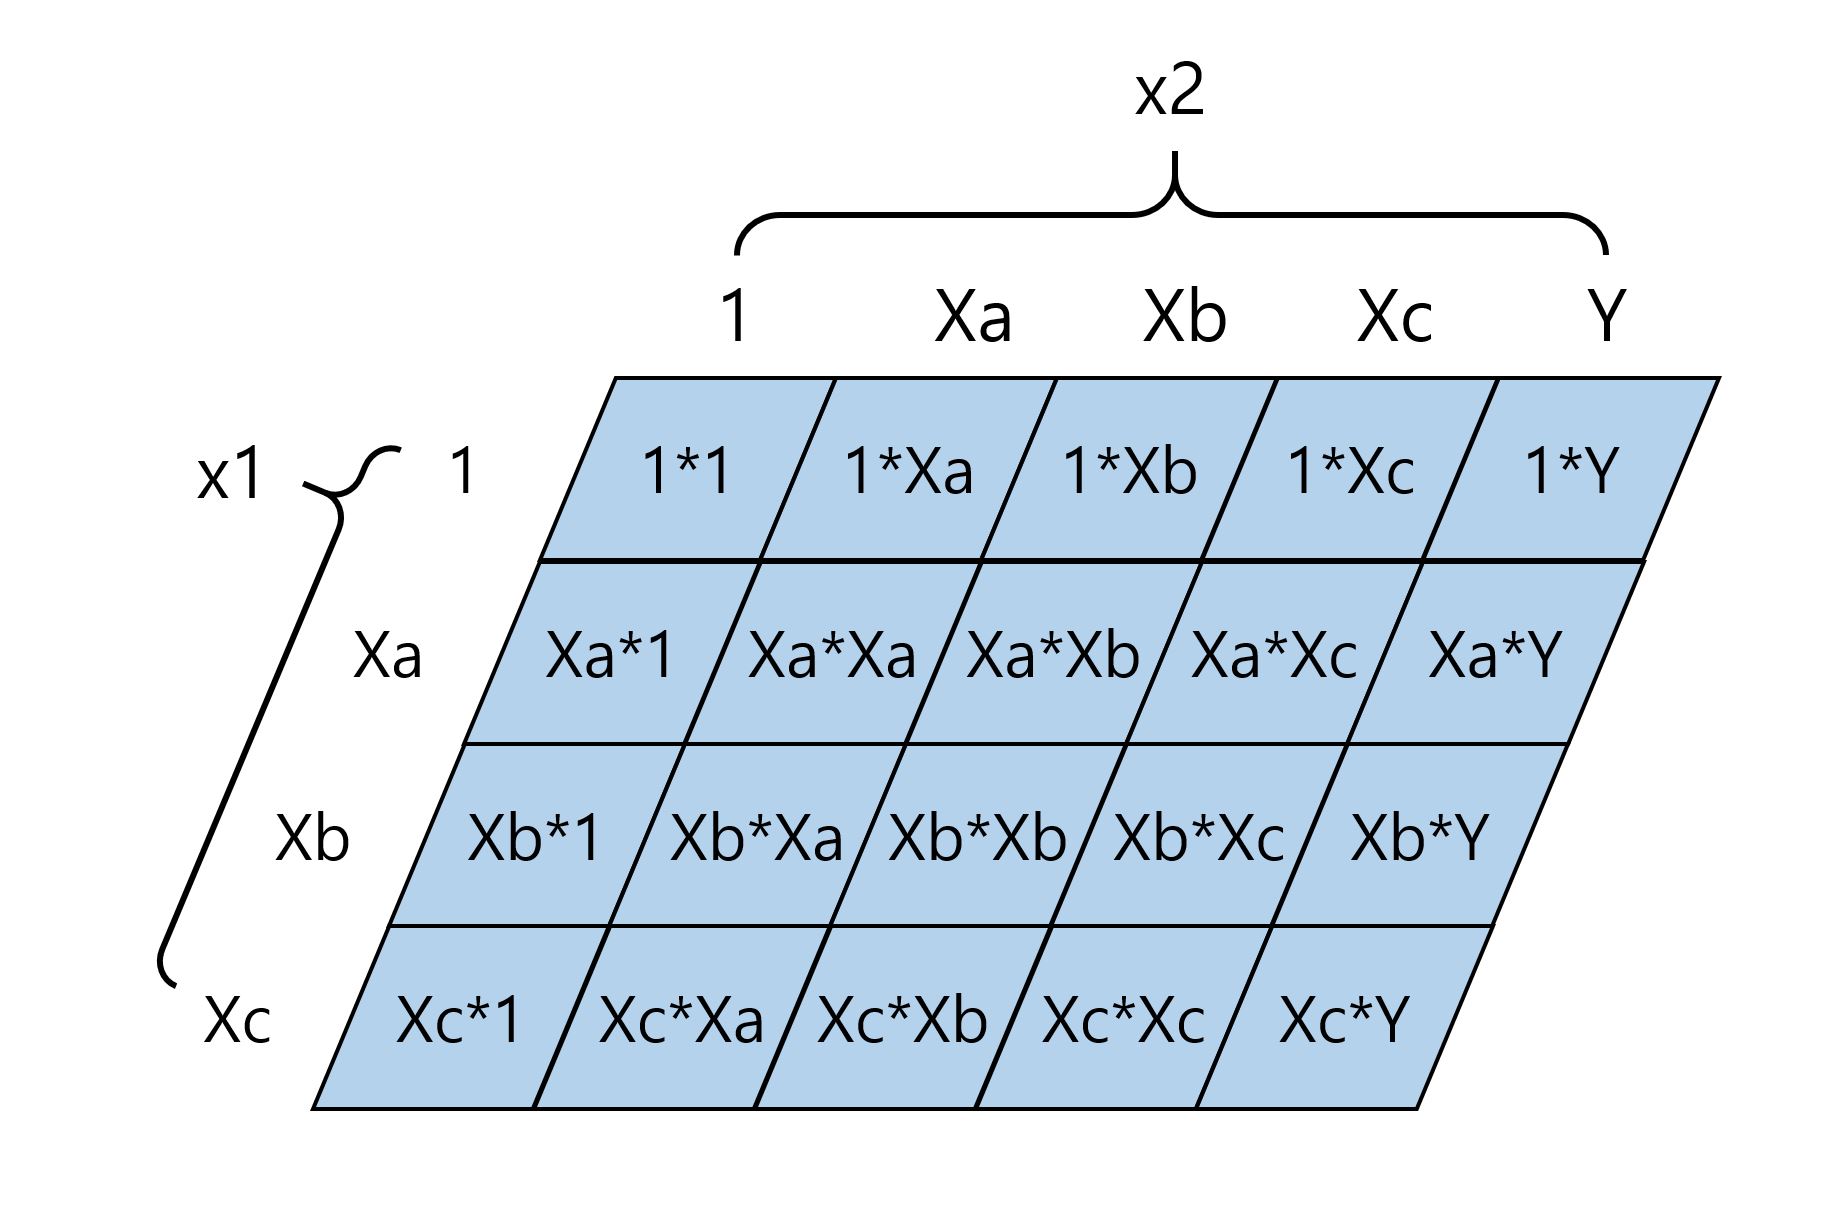 x2
1 Xa Xb Xc Y
x1 1 1*1 1*Xa 1*Xb 1*Xc 1*Y
Xa Xa*1 Xa*Xa Xa*Xb Xa*Xc Xa*Y
Xb Xb*1 Xb*Xa Xb*Xb Xb*Xc Xb*Y
Xc Xc*1 Xc*Xa Xc*Xb Xc*Xc Xc*Y